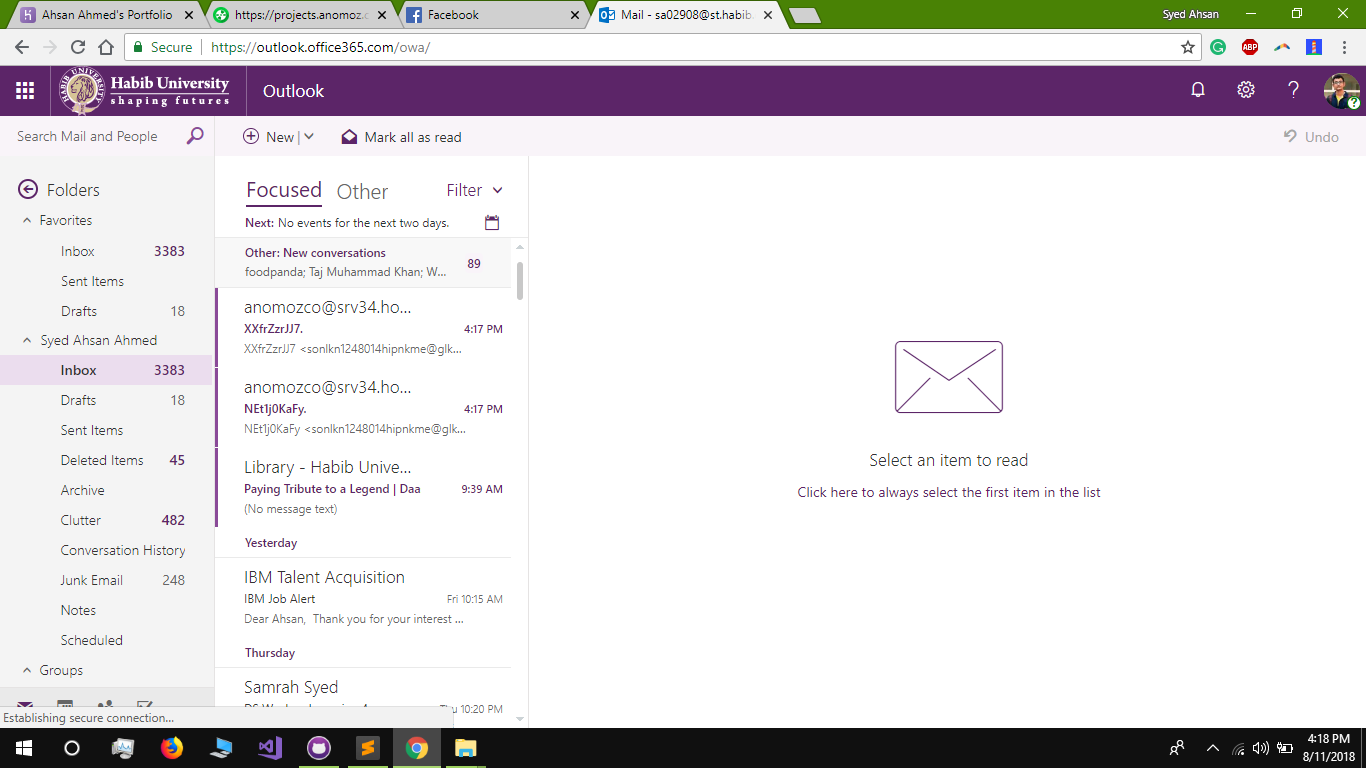 Ahsan Ahmed's Portfolio
https://projects.anomoz.c
Facebook
Mail - sa02908@st.habib
Syed Ahsan
Secure
https://outlook.office365.com/owa/
ABP
HABIB UNIVERSITY
Habib University
shaping futures
Outlook
?
Search Mail and People
New
Mark all as read
Undo
Folders
Favorites
Inbox 3383
Sent Items
Drafts 18
Syed Ahsan Ahmed
Inbox 3383
Drafts 18
Sent Items
Deleted Items 45
Archive
Clutter 482
Conversation History
Junk Email 248
Notes
Scheduled
Groups
Establishing secure connection...
Focused Other Filter
Next: No events for the next two days.
Other: New conversations
foodpanda; Taj Muhammad Khan; W... 89
anomozco@srv34.ho...
XXfrZzrJJ7. 4:17 PM
XXfrZzrJJ7 <sonlkn1248014hipnkme@glk...
anomozco@srv34.ho...
NEt1j0KaFy. 4:17 PM
NEt1j0KaFy <sonlkn1248014hipnkme@glk...
Library - Habib Unive...
Paying Tribute to a Legend | Daa 9:39 AM
(No message text)
Yesterday
IBM Talent Acquisition
IBM Job Alert Fri 10:15 AM
Dear Ahsan, Thank you for your interest ...
Thursday
Samrah Syed
Thu 10:20 PM
Select an item to read
Click here to always select the first item in the list
4:18 PM
8/11/2018